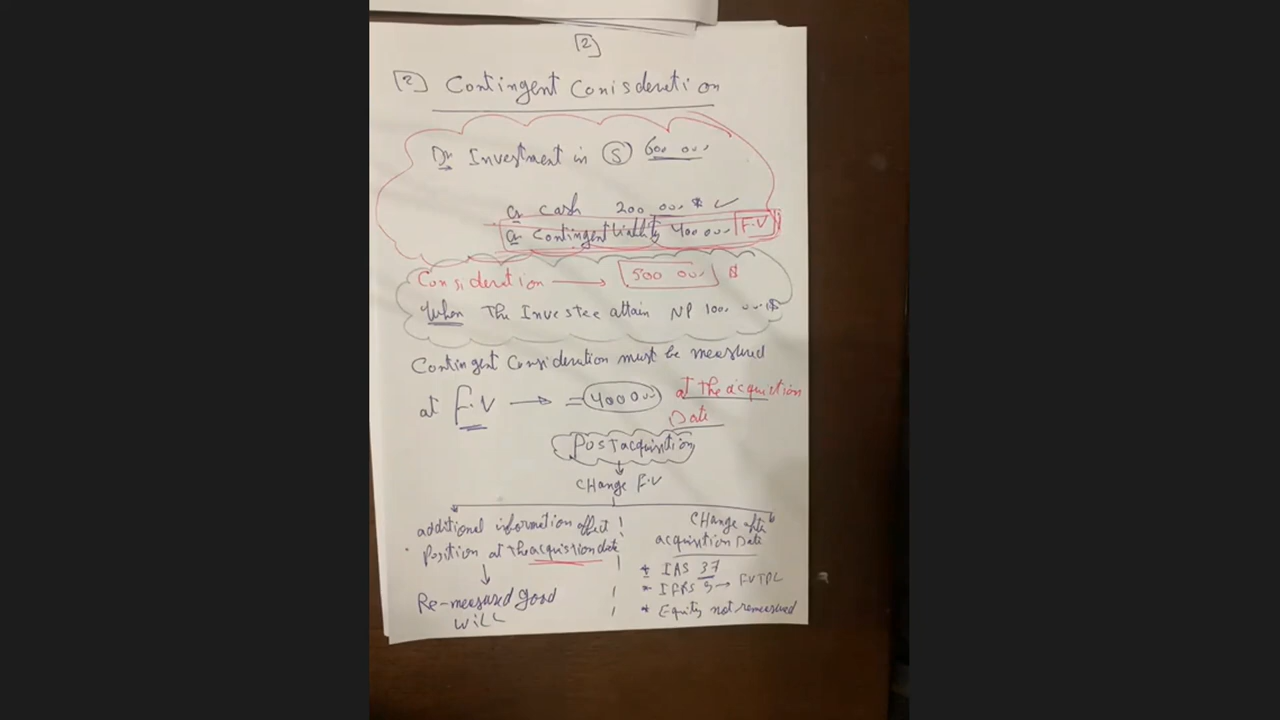 [2]
[2] Contingent Conisderation
Dr Investment in (S) 600 000
Cr cash 200 000 $ ✓
Cr Contingent liability 400 000 F.V
Consideration → 500 000 $
When The Investee attain NP 100, 000 $
Contingent Consideration must be measured
at F.V → = 400 000 at The acquistion
Date
Post acquisition
CHange F.V
additional information affect
Position at the acquisstion date
Re-measured good
will
CHange after
acquisition Date
* IAS 37
* IFRS 9 → FVTPL
* Equity not remeasured